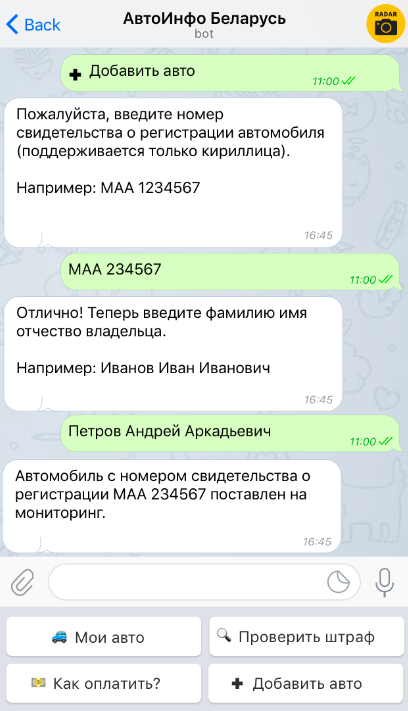 Back
АвтоИнфо Беларусь
bot
RADAR
Добавить авто
11:00
Пожалуйста, введите номер
свидетельства о регистрации автомобиля
(поддерживается только кириллица).
Например: МАА 1234567
16:45
МАА 234567
11:00
Отлично! Теперь введите фамилию имя
отчество владельца.
Например: Иванов Иван Иванович
16:45
Петров Андрей Аркадьевич
11:00
Автомобиль с номером свидетельства о
регистрации МАА 234567 поставлен на
мониторинг.
16:45
Мои авто
Проверить штраф
Как оплатить?
Добавить авто